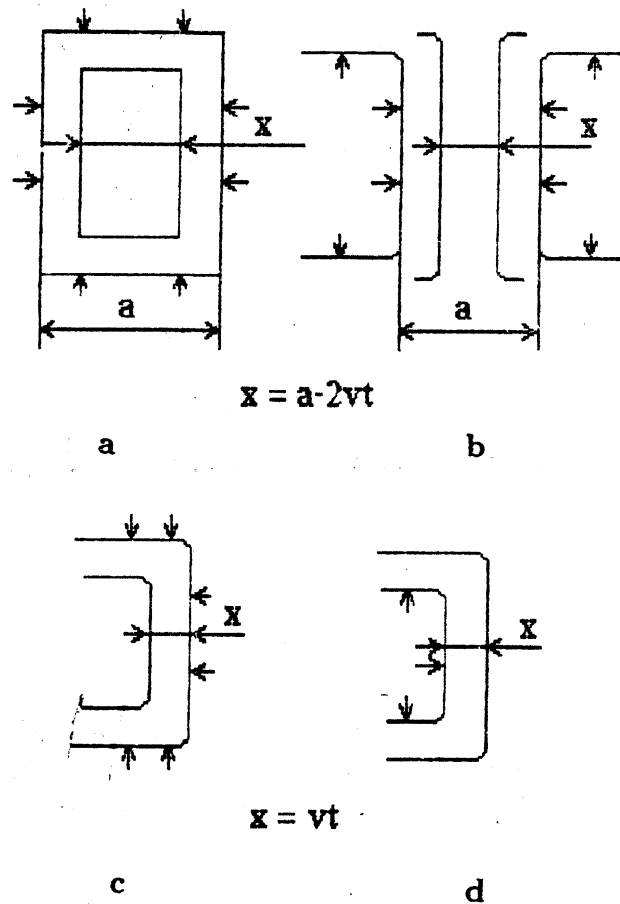 x x
a a
x = a-2vt
a b
x x
x = vt
c d